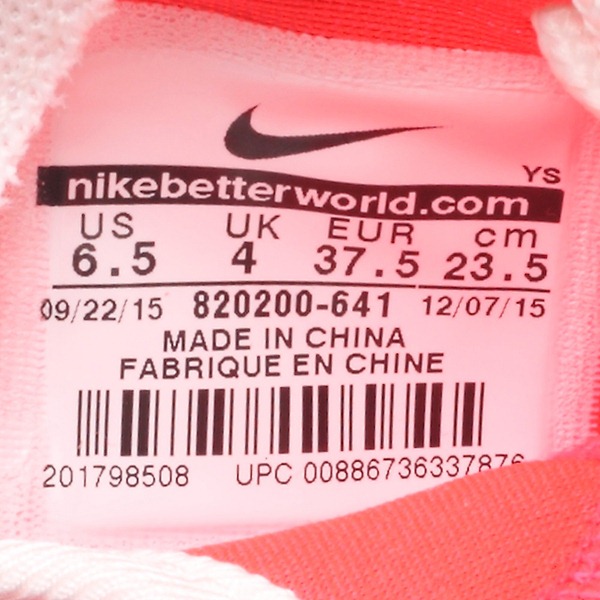 YS
nikebetterworld.com
US UK EUR cm
6.5 4 37.5 23.5
09/22/15 820200-641 12/07/15
MADE IN CHINA
FABRIQUE EN CHINE
201798508 UPC 00886736337876